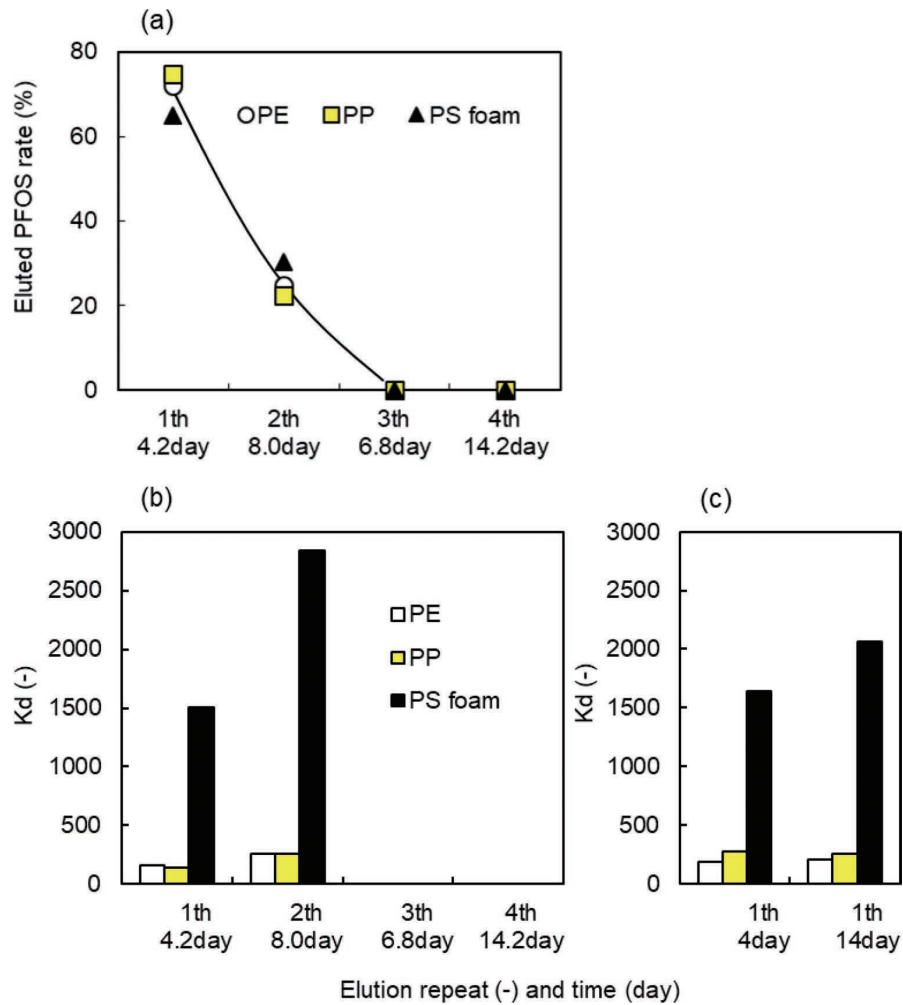 (a)
Eluted PFOS rate (%)
80
60
40
20
0
PE PP PS foam
1th 2th 3th 4th
4.2day 8.0day 6.8day 14.2day
(b)
Kd (-)
3000
2500
2000
1500
1000
500
0
PE
PP
PS foam
1th 2th 3th 4th
4.2day 8.0day 6.8day 14.2day
(c)
Kd (-)
3000
2500
2000
1500
1000
500
0
1th 1th
4day 14day
Elution repeat (-) and time (day)